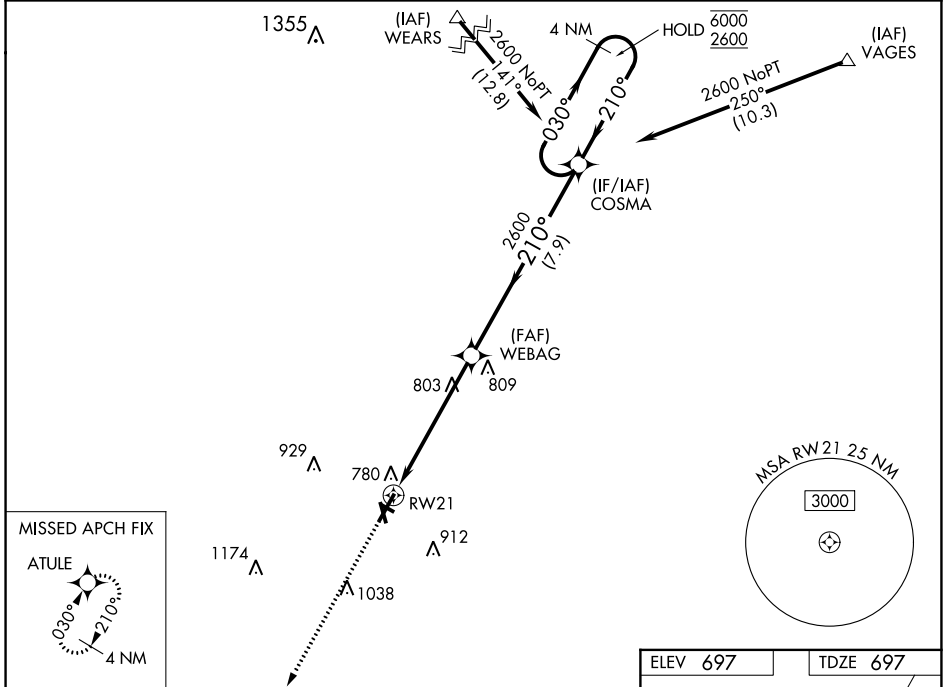 1355
(IAF)
WEARS
2600 NoPT
141°
(12.8)
4 NM
HOLD 6000
2600
(IAF)
VAGES
2600 NoPT
250°
(10.3)
030°
210°
(IF/IAF)
COSMA
2600
210°
(7.9)
(FAF)
WEBAG
803
809
929
780
RW21
912
1174
1038
MISSED APCH FIX
ATULE
030°
210°
4 NM
MSA RW21 25 NM
3000
ELEV 697
TDZE 697